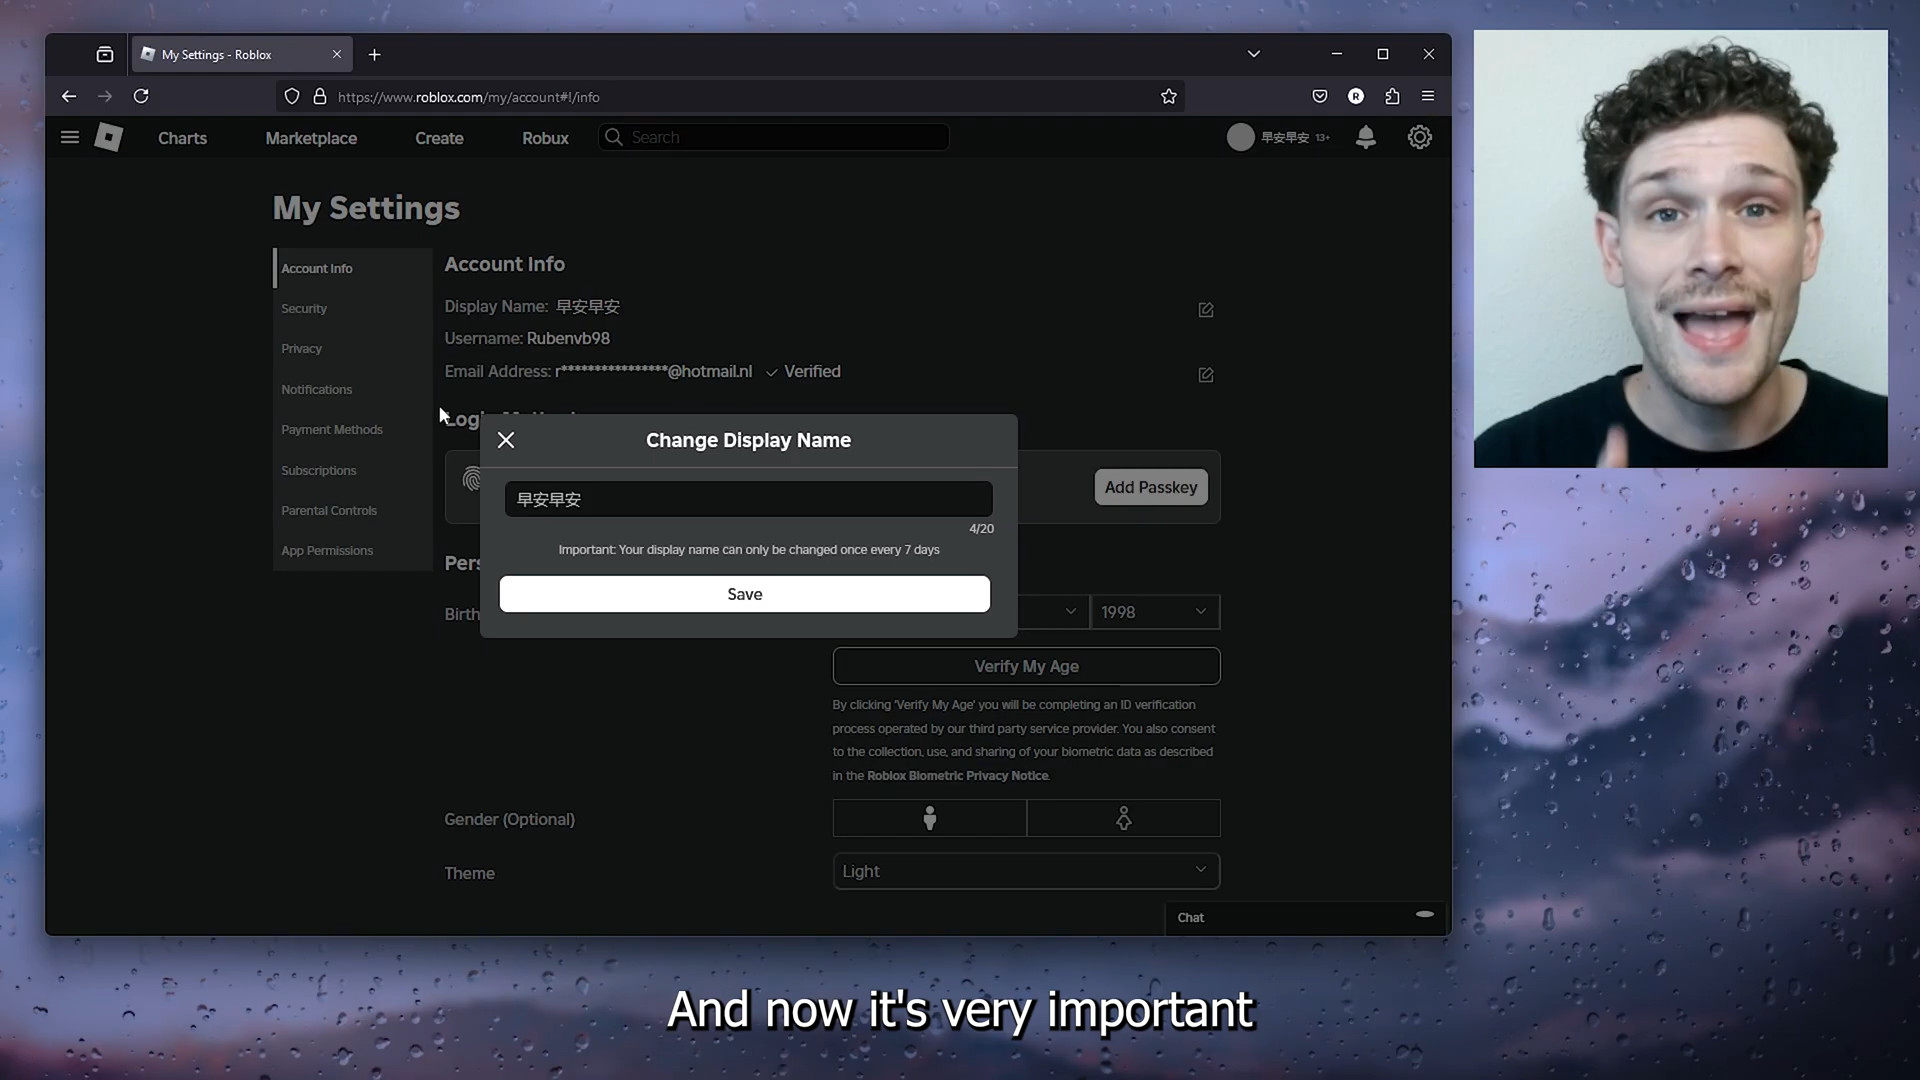 My Settings - Roblox
https://www.roblox.com/my/account#!/info
R
Charts
Marketplace
Create
Robux
Search
早安早安 13+
My Settings
Account Info
Security
Privacy
Notifications
Payment Methods
Subscriptions
Parental Controls
App Permissions
Account Info
Display Name: 早安早安
Username: Rubenvb98
Email Address: r****************@hotmail.nl Verified
Add Passkey
Change Display Name
早安早安
4/20
Important: Your display name can only be changed once every 7 days
Save
Pers
Birth
1998
Verify My Age
By clicking 'Verify My Age' you will be completing an ID verification
process operated by our third party service provider. You also consent
to the collection, use, and sharing of your biometric data as described
in the Roblox Biometric Privacy Notice.
Gender (Optional)
Theme
Light
Chat
And now it's very important